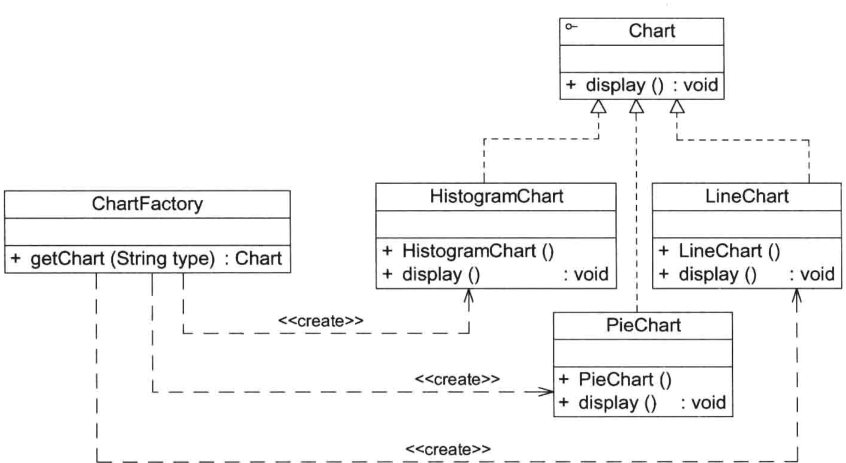 Chart
+ display () : void
ChartFactory
+ getChart (String type) : Chart
HistogramChart
+ HistogramChart ()
+ display () : void
LineChart
+ LineChart ()
+ display () : void
<<create>>
PieChart
+ PieChart ()
+ display () : void
<<create>>
<<create>>